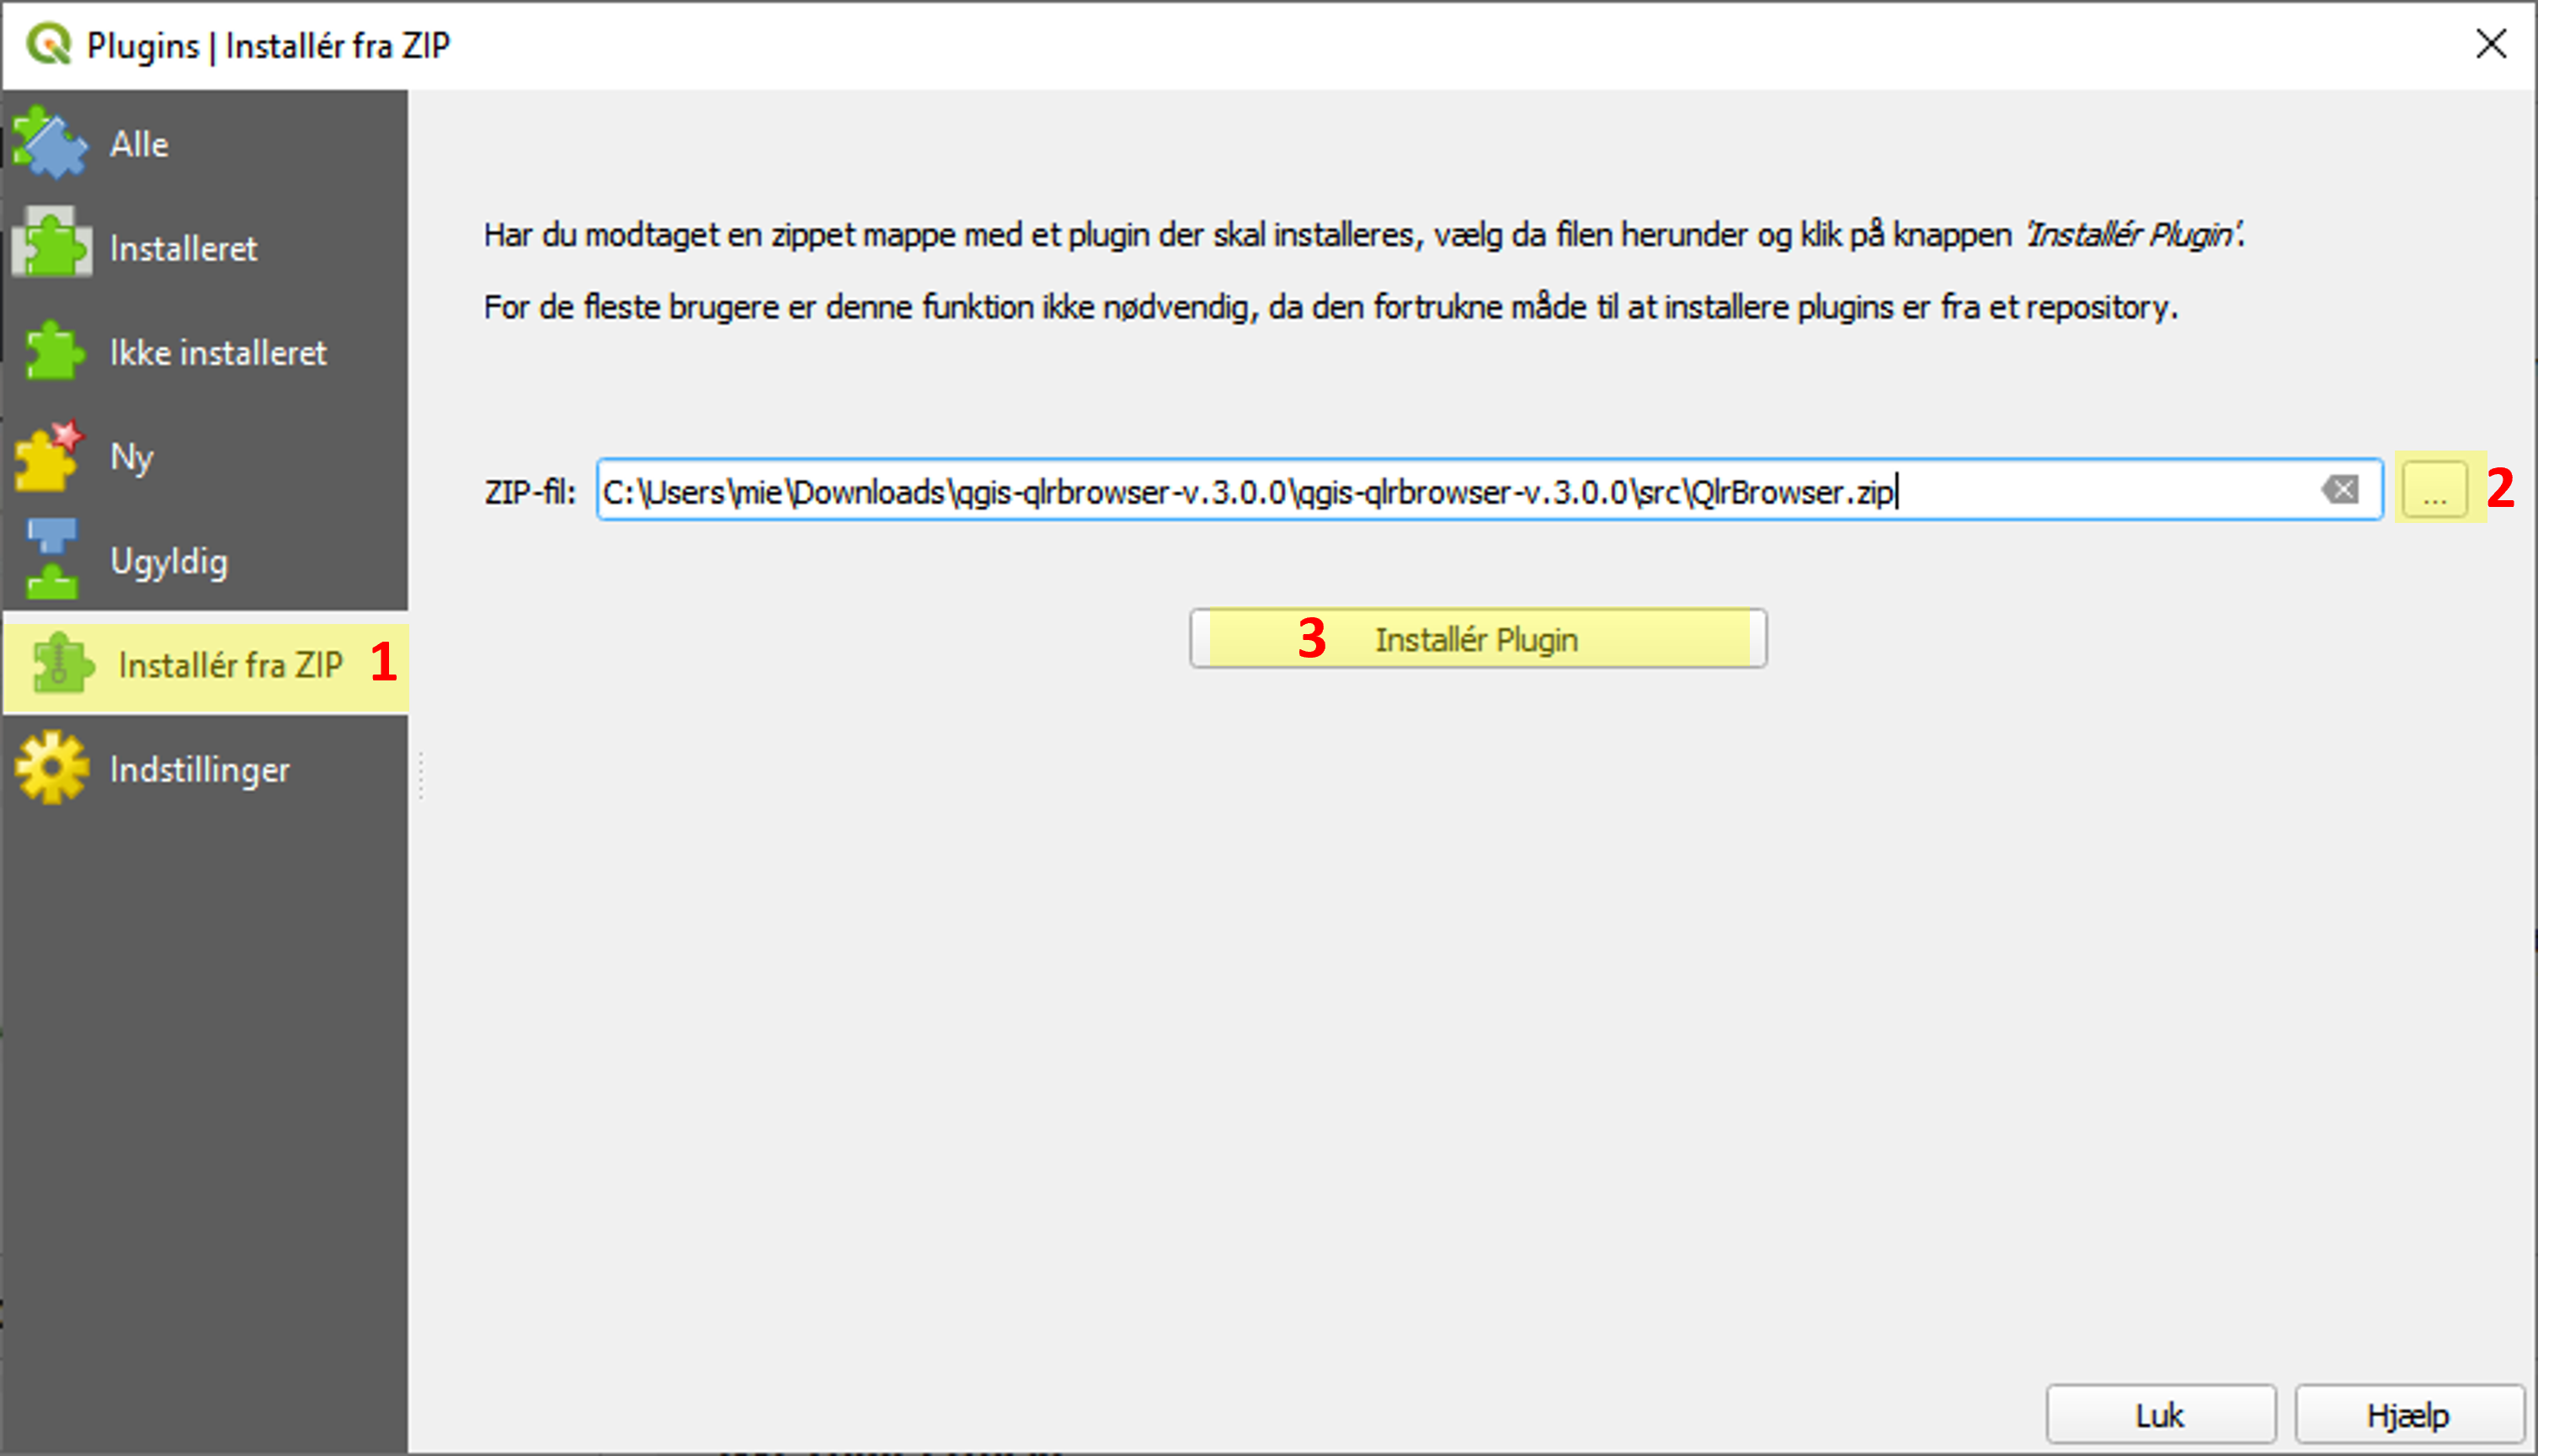 Plugins | Installér fra ZIP
Alle
Installeret
Ikke installeret
Ny
Ugyldig
Installér fra ZIP 1
Indstillinger
Har du modtaget en zippet mappe med et plugin der skal installeres, vælg da filen herunder og klik på knappen 'Installér Plugin'.
For de fleste brugere er denne funktion ikke nødvendig, da den fortrukne måde til at installere plugins er fra et repository.
ZIP-fil: C:\Users\mie\Downloads\qgis-qlrbrowser-v.3.0.0\qgis-qlrbrowser-v.3.0.0\src\QlrBrowser.zip ... 2
3 Installér Plugin
Luk Hjælp